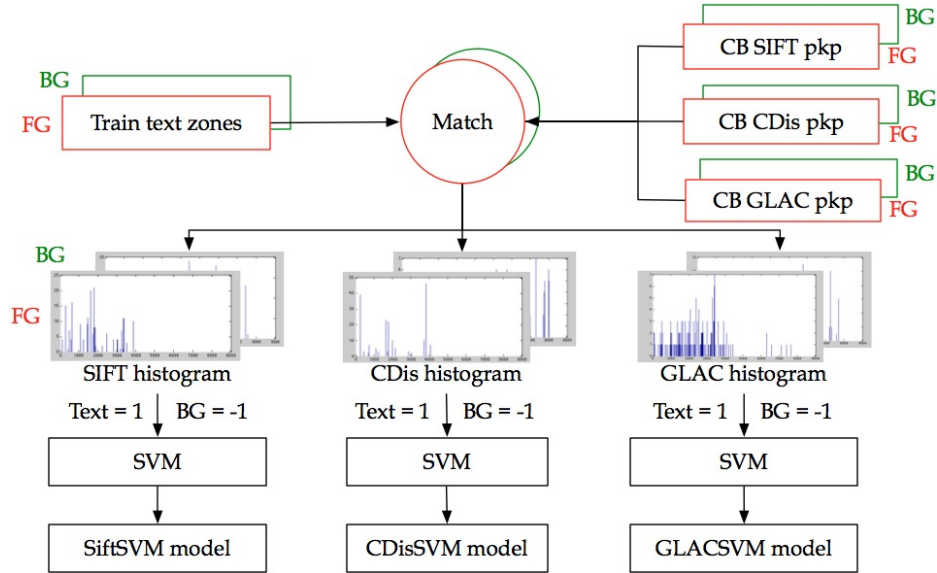 BG
CB SIFT pkp
FG
BG
FG
Train text zones
Match
BG
CB CDis pkp
FG
BG
CB GLAC pkp
FG
BG
FG
SIFT histogram
CDis histogram
GLAC histogram
Text = 1 BG = -1
Text = 1 BG = -1
Text = 1 BG = -1
SVM
SVM
SVM
SiftSVM model
CDisSVM model
GLACSVM model